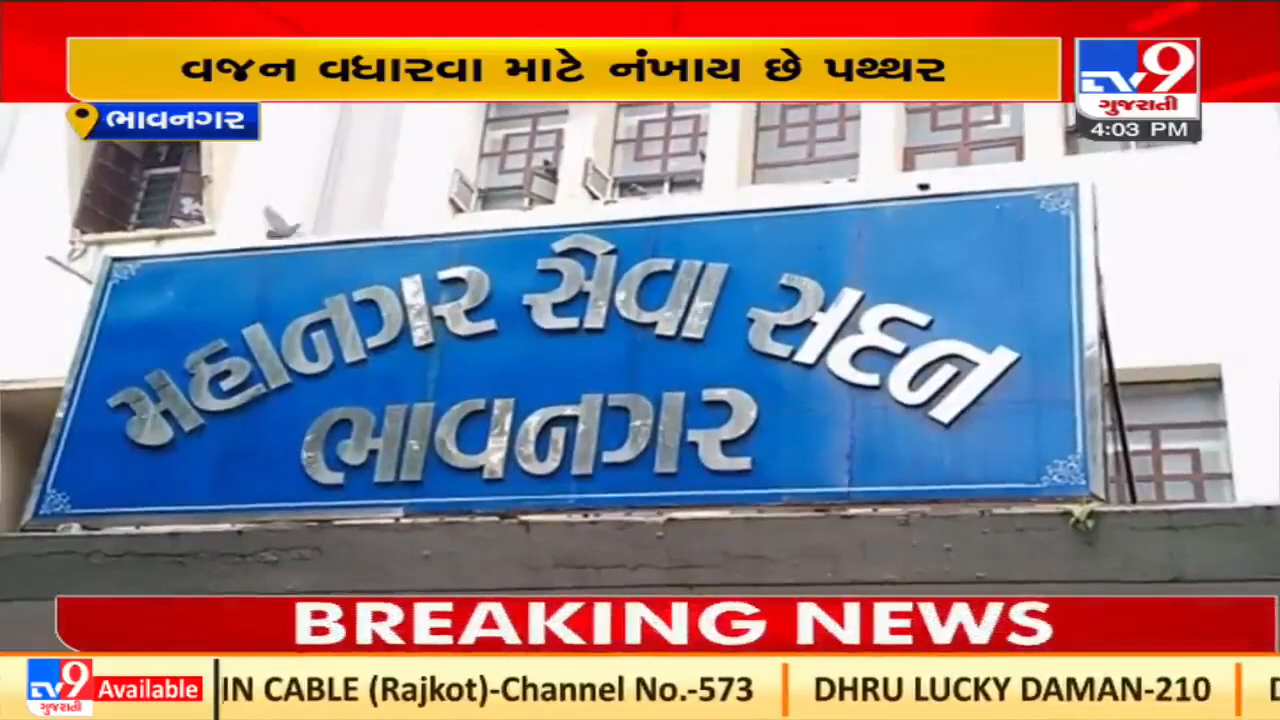 વજન વધારવા માટે નંખાય છે પથ્થર
TV9
ગુજરાતી
4:03 PM
ભાવનગર
મહાનગર સેવા સદન
ભાવનગર
BREAKING NEWS
TV9
ગુજરાતી
Available
IN CABLE (Rajkot)-Channel No.-573
DHRU LUCKY DAMAN-210